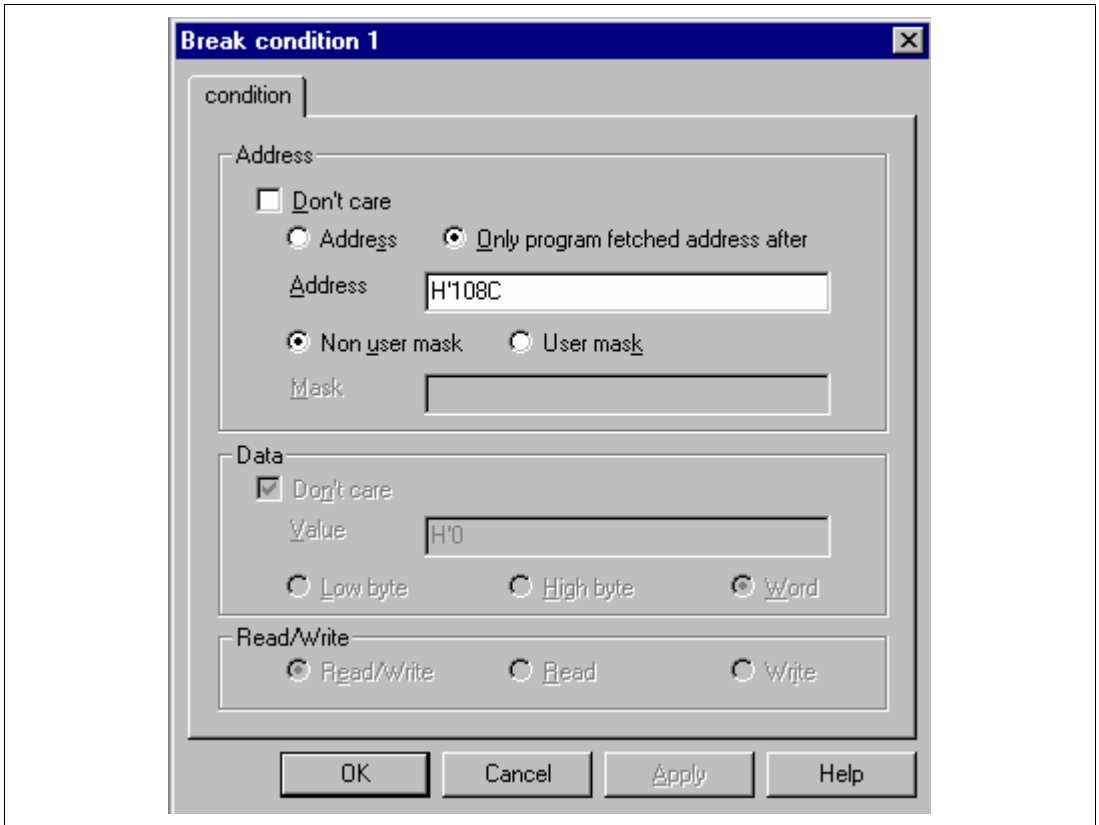 Break condition 1
condition
Address
Don't care
Address Only program fetched address after
Address H'108C
Non user mask User mask
Mask
Data
Don't care
Value H'0
Low byte High byte Word
Read/Write
Read/Write Read Write
OK Cancel Apply Help